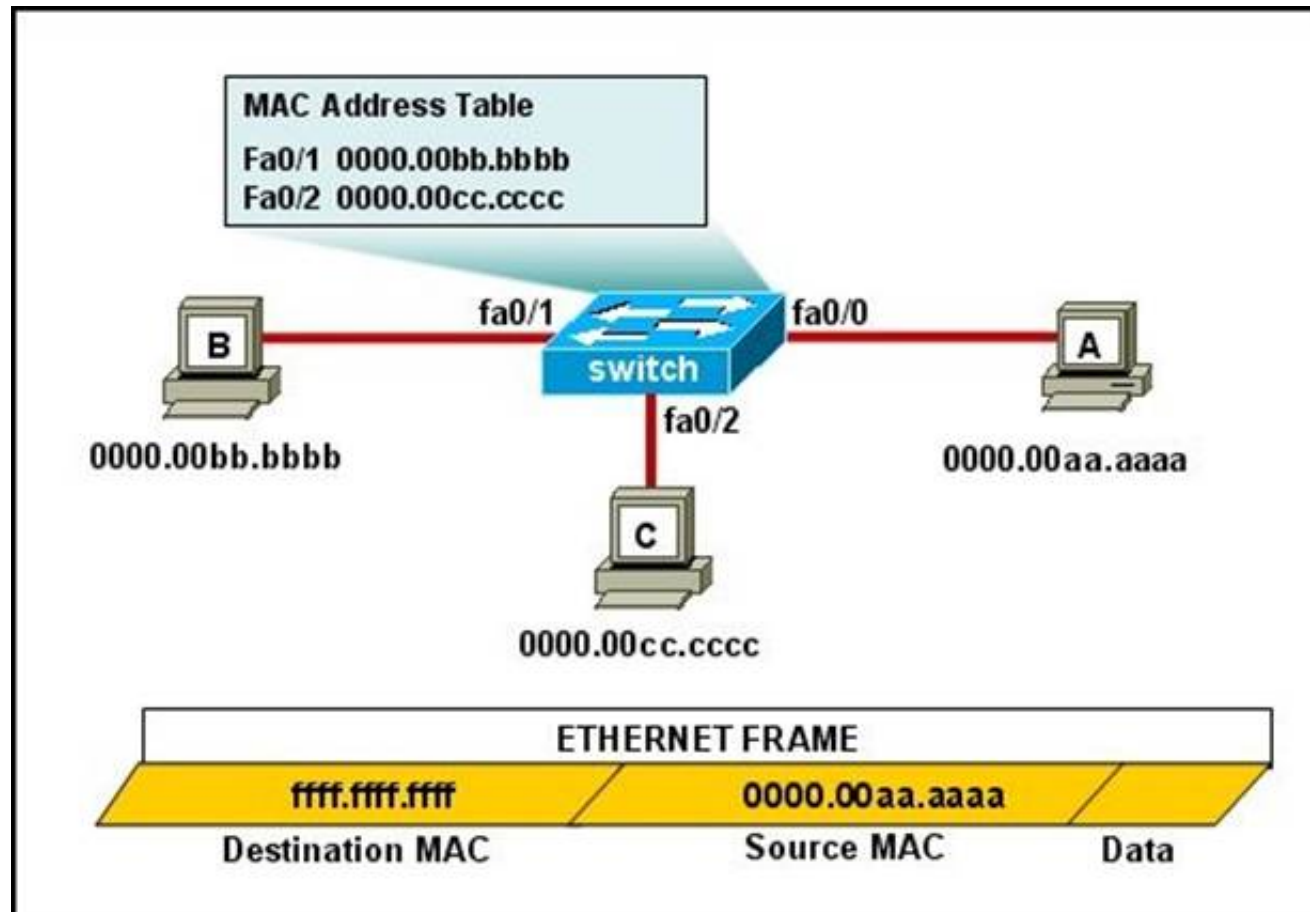 MAC Address Table
Fa0/1 0000.00bb.bbbb
Fa0/2 0000.00cc.cccc
fa0/1
fa0/0
B
switch
A
fa0/2
0000.00bb.bbbb
0000.00aa.aaaa
C
0000.00cc.cccc
ETHERNET FRAME
ffff.ffff.ffff
0000.00aa.aaaa
Destination MAC
Source MAC
Data